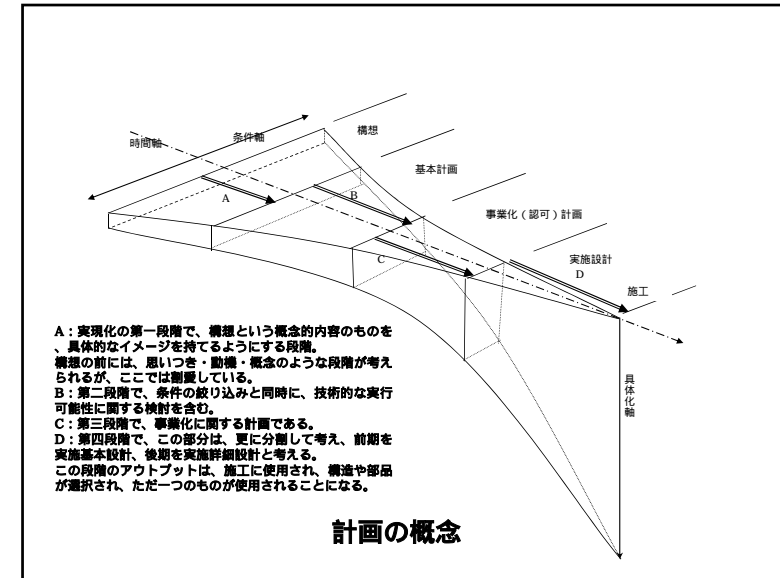 構想
条件軸
時間軸
基本計画
A
B
事業化（認可）計画
C
実施設計
D
施工
具体化軸
A：実現化の第一段階で、構想という概念的内容のものを
、具体的なイメージを持てるようにする段階。
構想の前には、思いつき・動機・概念のような段階が考え
られるが、ここでは割愛している。
B：第二段階で、条件の絞り込みと同時に、技術的な実行
可能性に関する検討を含む。
C：第三段階で、事業化に関する計画である。
D：第四段階で、この部分は、更に分割して考え、前期を
実施基本設計、後期を実施詳細設計と考える。
この段階のアウトプットは、施工に使用され、構造や部品
が選択され、ただ一つのものが使用されることになる。
計画の概念